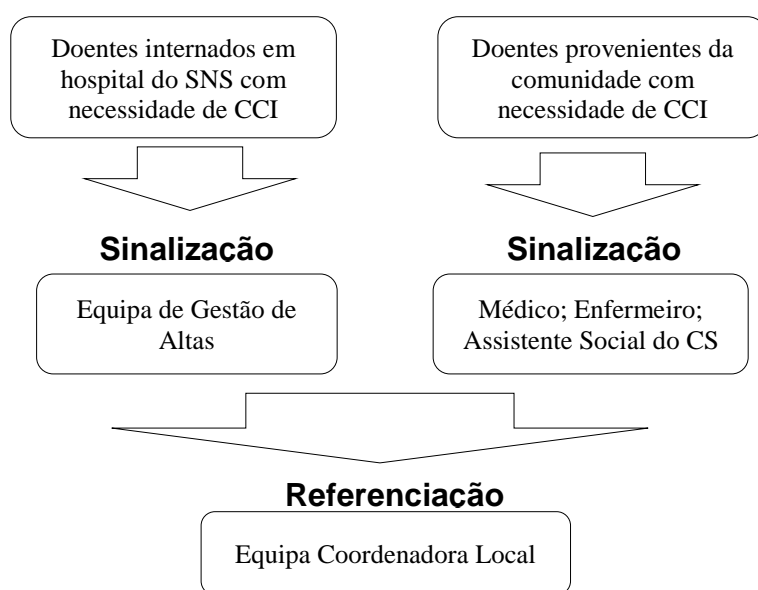 Doentes internados em
hospital do SNS com
necessidade de CCI
Doentes provenientes da
comunidade com
necessidade de CCI
Sinalização
Sinalização
Equipa de Gestão de
Altas
Médico; Enfermeiro;
Assistente Social do CS
Referenciação
Equipa Coordenadora Local